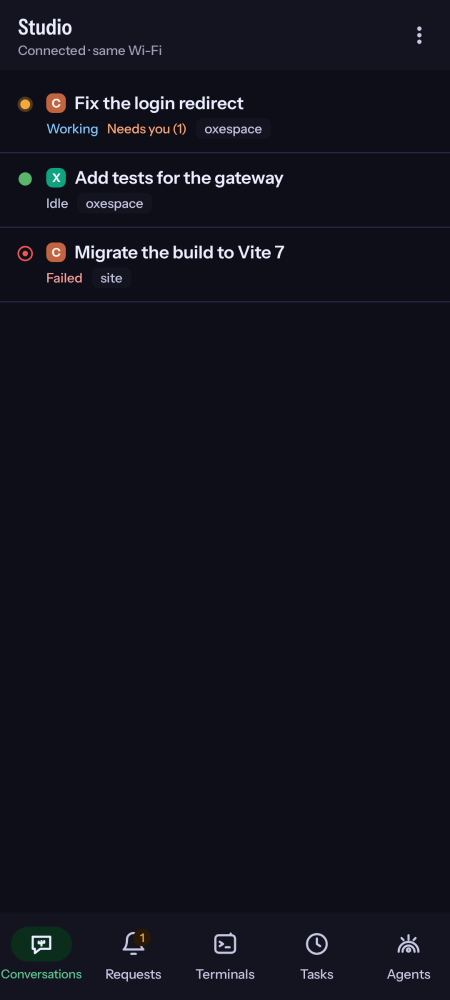 Studio
Connected · same Wi-Fi
C Fix the login redirect
Working Needs you (1) oxespace
X Add tests for the gateway
Idle oxespace
C Migrate the build to Vite 7
Failed site
1
Conversations Requests Terminals Tasks Agents